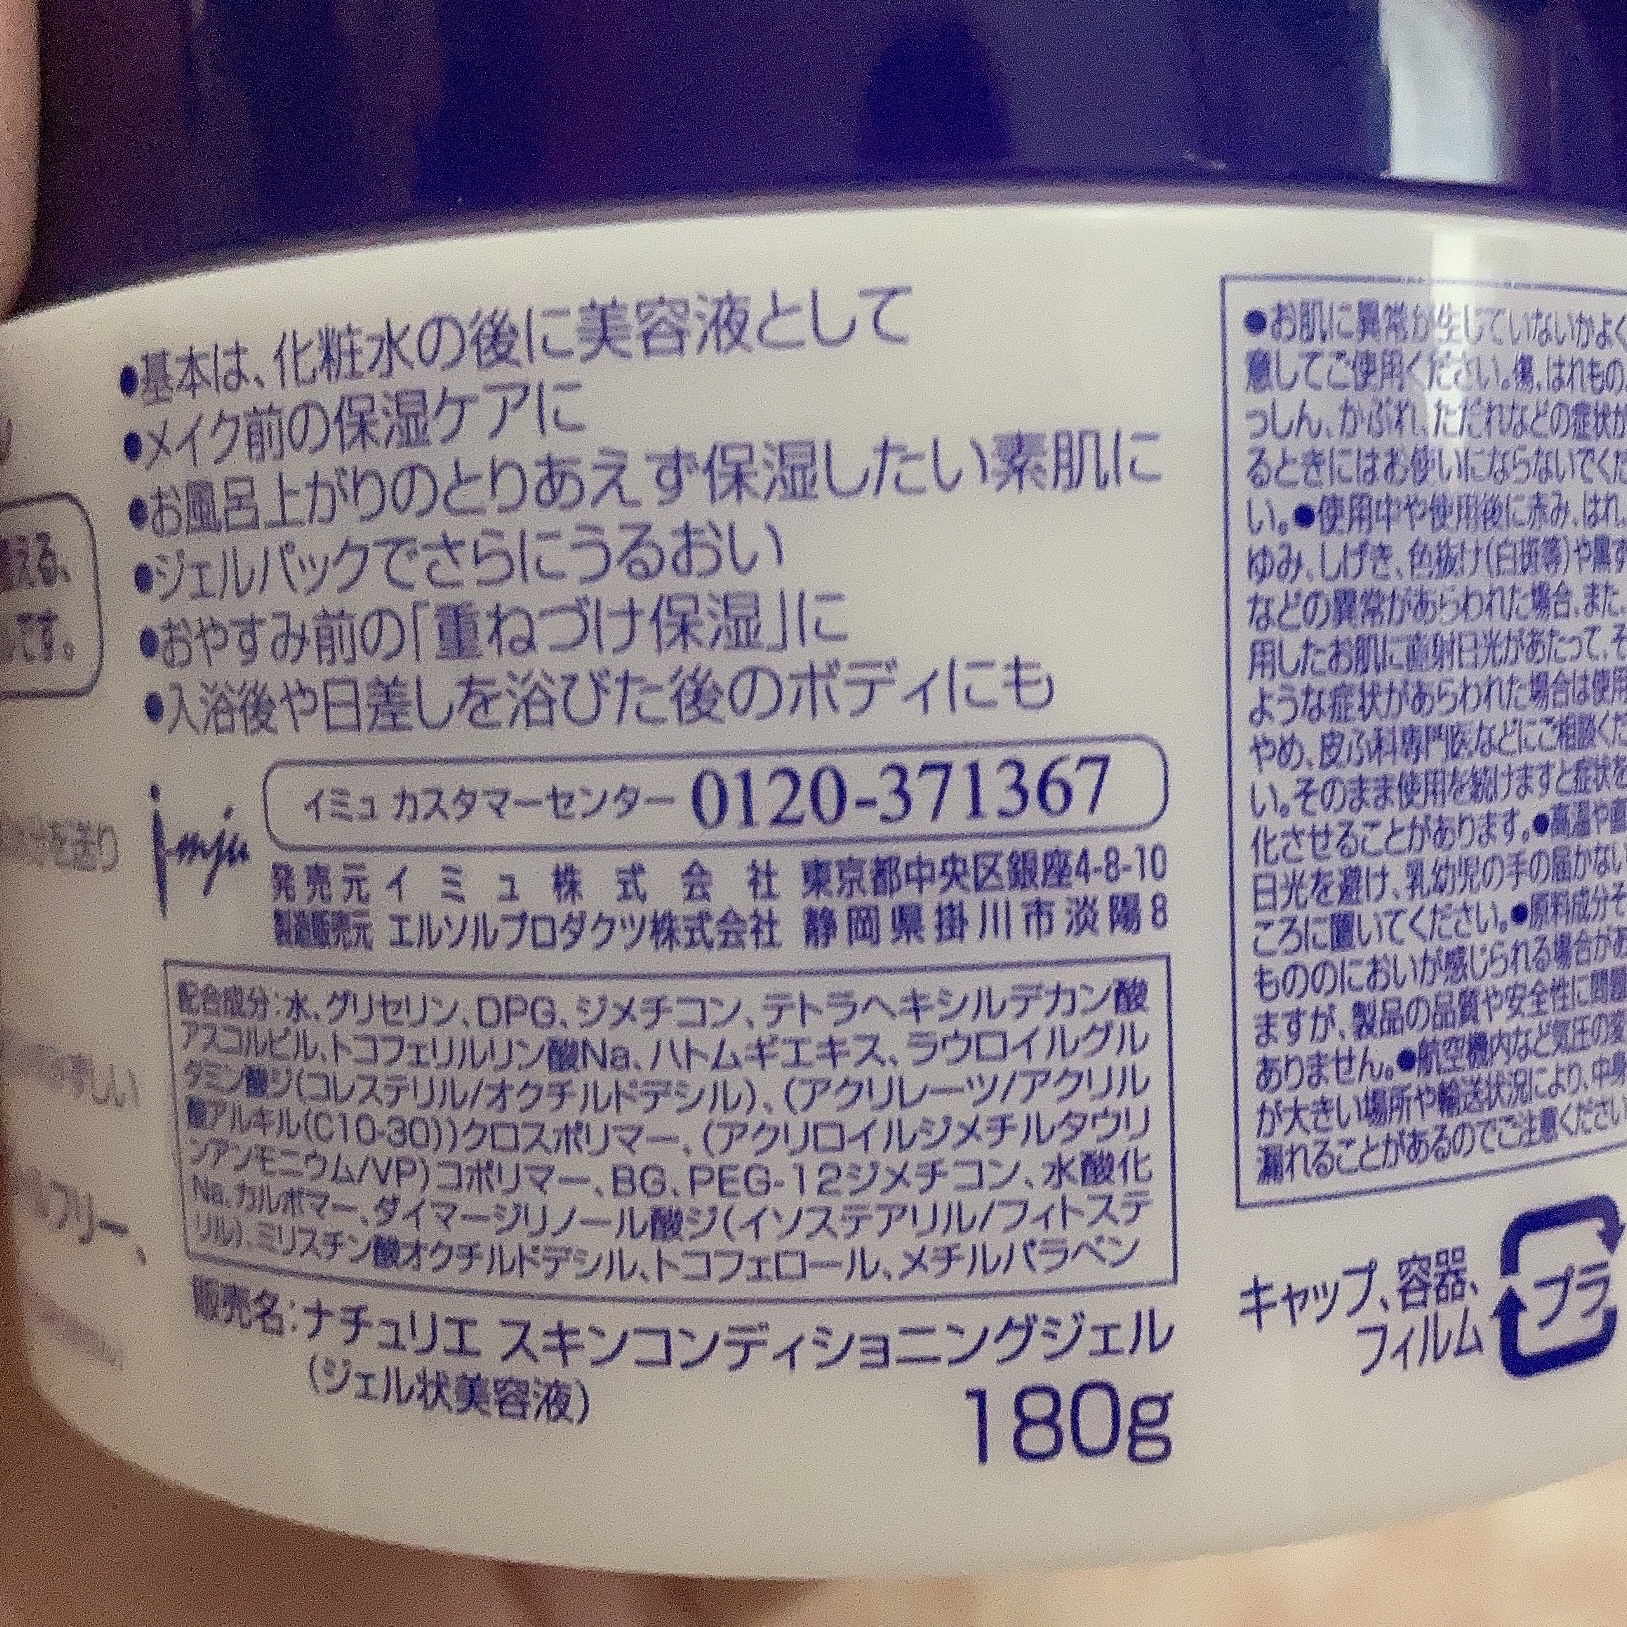 ●基本は、化粧水の後に美容液として
●メイク前の保湿ケアに
●お風呂上がりのとりあえず保湿したい素肌に
●ジェルパックでさらにうるおい
●おやすみ前の「重ねづけ保湿」に
●入浴後や日差しを浴びた後のボディにも
imju
イミュ カスタマーセンター 0120-371367
発売元 イミュ株式会社 東京都中央区銀座4-8-10
製造販売元 エルソルプロダクツ株式会社 静岡県掛川市淡陽8
配合成分:水、グリセリン、DPG、ジメチコン、テトラヘキシルデカン酸
アスコルビル、トコフェリルリン酸Na、ハトムギエキス、ラウロイルグル
タミン酸ジ(コレステリル/オクチルドデシル)、(アクリレーツ/アクリル
酸アルキル(C10-30))クロスポリマー、(アクリロイルジメチルタウリ
ンアンモニウム/VP)コポリマー、BG、PEG-12ジメチコン、水酸化
Na、カルボマー、ダイマージリノール酸ジ(イソステアリル/フィトステ
リル)、ミリスチン酸オクチルドデシル、トコフェロール、メチルパラベン
販売名:ナチュリエ スキンコンディショニングジェル
(ジェル状美容液)
180g
●お肌に異常が生じていないかよく
意してご使用ください。傷、はれもの、
っしん、かぶれ、ただれなどの症状が
るときにはお使いにならないでくだ
い。●使用中や使用後に赤み、はれ、
ゆみ、しげき、色抜け(白斑等)や黒ず
などの異常があらわれた場合、また、
用したお肌に直射日光があたって、そ
ような症状があらわれた場合は使用
やめ、皮ふ科専門医などにご相談くだ
い。そのまま使用を続けますと症状を
化させることがあります。●高温や直
日光を避け、乳幼児の手の届かない
ころに置いてください。●原料成分そ
もののにおいが感じられる場合があ
ますが、製品の品質や安全性に問題
ありません。●航空機内など気圧の変
が大きい場所や輸送状況により、中身
漏れることがあるのでご注意ください
キャップ、容器、
フィルム
プラ
える、
です。
分を送り
フリー、